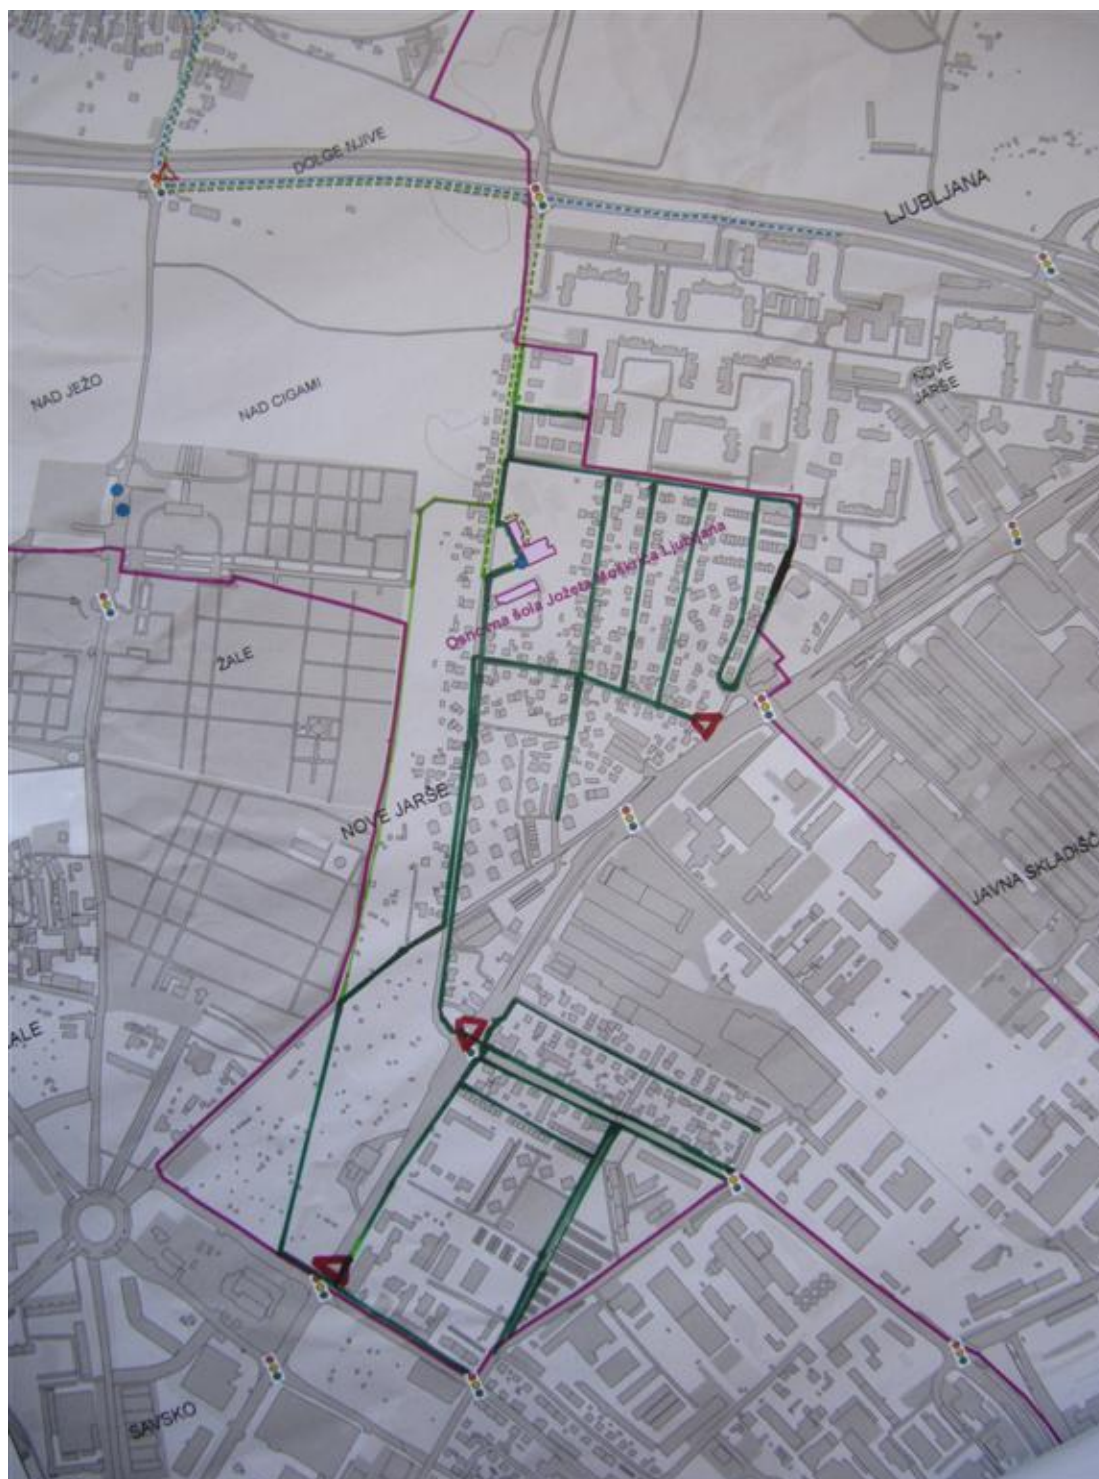 DOLGE NJIVE
LJUBLJANA
NAD JEŽO
NAD CIGAMI
NOVE
JARŠE
Osnovna šola Jožeta Moškriča Ljubljana
ŽALE
NOVE JARŠE
JAVNA SKLADIŠČ
ALE
SAVSKO